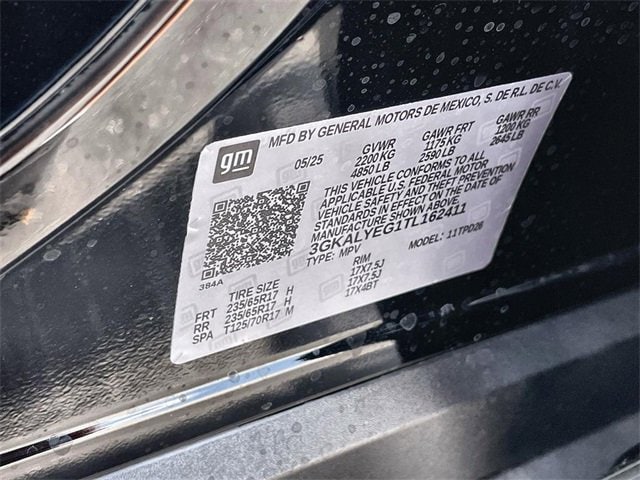 MFD BY GENERAL MOTORS DE MEXICO, S. DE R.L. DE C.V.
gm
05/25 GVWR GAWR FRT GAWR RR
2200 KG 1175 KG 1200 KG
4850 LB 2590 LB 2645 LB
THIS VEHICLE CONFORMS TO ALL
APPLICABLE U.S. FEDERAL MOTOR
VEHICLE SAFETY AND THEFT PREVENTION
STANDARDS IN EFFECT ON THE DATE OF
MANUFACTURE SHOWN ABOVE.
3GKALYEG1TL162411
TYPE: MPV MODEL: 11TPD26
384A
TIRE SIZE RIM
FRT 235/65R17 H 17X7.5J
RR 235/65R17 H 17X7.5J
SPA T125/70R17 M 17X4BT